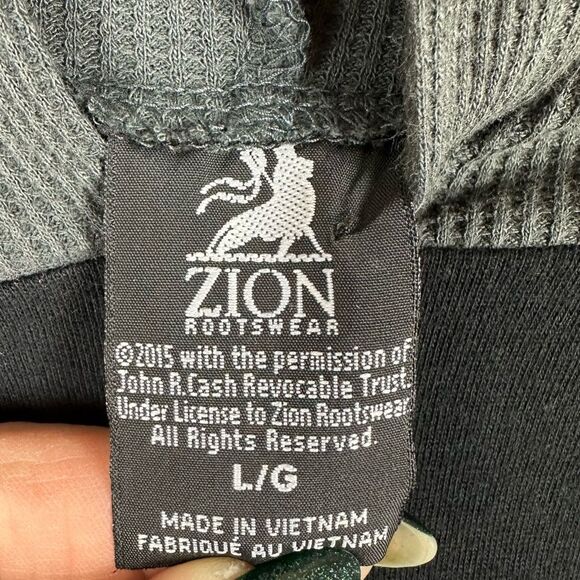 ZION
ROOTSWEAR
©2015 with the permission of
John R.Cash Revocable Trust.
Under License to Zion Rootswear
All Rights Reserved.
L/G
MADE IN VIETNAM
FABRIQUÉ AU VIETNAM